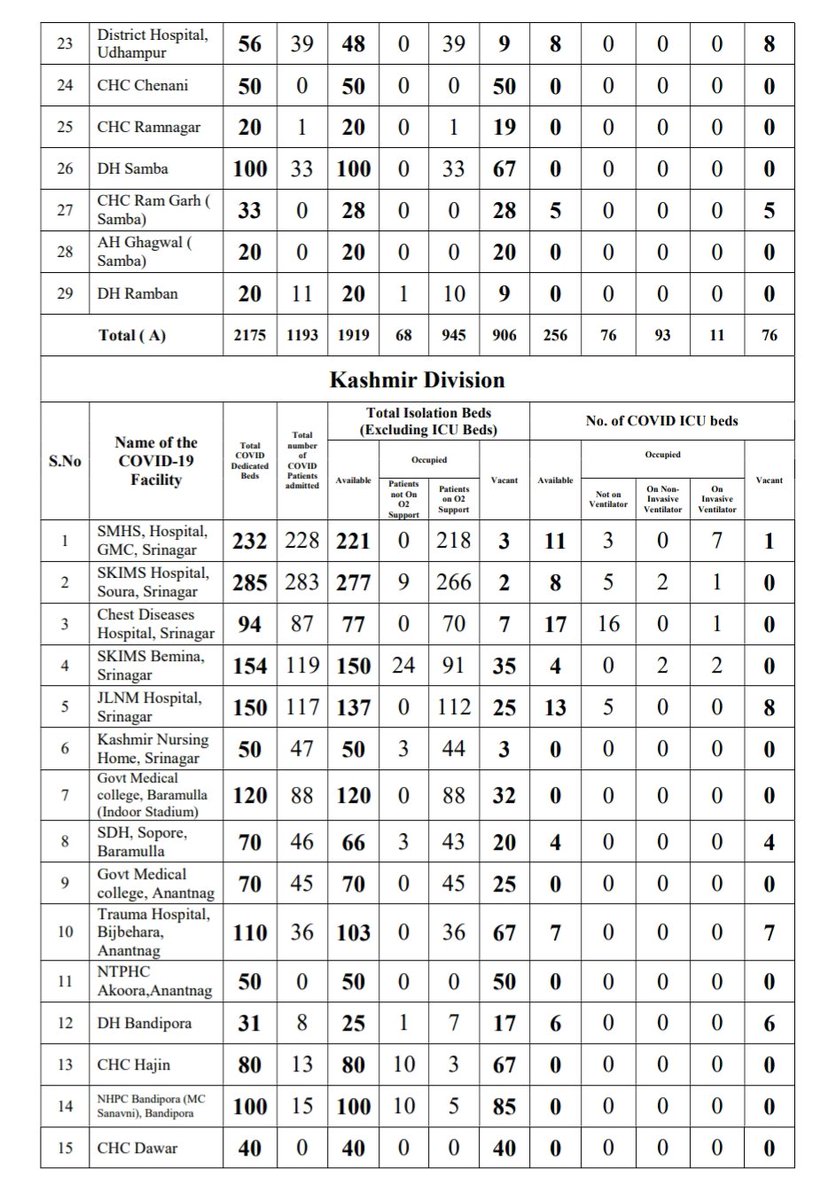 23 District Hospital, Udhampur 56 39 48 0 39 9 8 0 0 0 8
24 CHC Chenani 50 0 50 0 0 50 0 0 0 0 0
25 CHC Ramnagar 20 1 20 0 1 19 0 0 0 0 0
26 DH Samba 100 33 100 0 33 67 0 0 0 0 0
27 CHC Ram Garh ( Samba) 33 0 28 0 0 28 5 0 0 0 5
28 AH Ghagwal ( Samba) 20 0 20 0 0 20 0 0 0 0 0
29 DH Ramban 20 11 20 1 10 9 0 0 0 0 0
Total ( A) 2175 1193 1919 68 945 906 256 76 93 11 76
Kashmir Division
S.No
Name of the COVID-19 Facility
Total COVID Dedicated Beds
Total number of COVID Patients admitted
Total Isolation Beds (Excluding ICU Beds)
No. of COVID ICU beds
Available
Occupied
Patients not On O2 Support
Patients on O2 Support
Vacant
Available
Occupied
Not on Ventilator
On Non-Invasive Ventilator
On Invasive Ventilator
Vacant
1 SMHS, Hospital, GMC, Srinagar 232 228 221 0 218 3 11 3 0 7 1
2 SKIMS Hospital, Soura, Srinagar 285 283 277 9 266 2 8 5 2 1 0
3 Chest Diseases Hospital, Srinagar 94 87 77 0 70 7 17 16 0 1 0
4 SKIMS Bemina, Srinagar 154 119 150 24 91 35 4 0 2 2 0
5 JLNM Hospital, Srinagar 150 117 137 0 112 25 13 5 0 0 8
6 Kashmir Nursing Home, Srinagar 50 47 50 3 44 3 0 0 0 0 0
7 Govt Medical college, Baramulla (Indoor Stadium) 120 88 120 0 88 32 0 0 0 0 0
8 SDH, Sopore, Baramulla 70 46 66 3 43 20 4 0 0 0 4
9 Govt Medical college, Anantnag 70 45 70 0 45 25 0 0 0 0 0
10 Trauma Hospital, Bijbehara, Anantnag 110 36 103 0 36 67 7 0 0 0 7
11 NTPHC Akoora,Anantnag 50 0 50 0 0 50 0 0 0 0 0
12 DH Bandipora 31 8 25 1 7 17 6 0 0 0 6
13 CHC Hajin 80 13 80 10 3 67 0 0 0 0 0
14 NHPC Bandipora (MC Sanavni), Bandipora 100 15 100 10 5 85 0 0 0 0 0
15 CHC Dawar 40 0 40 0 0 40 0 0 0 0 0